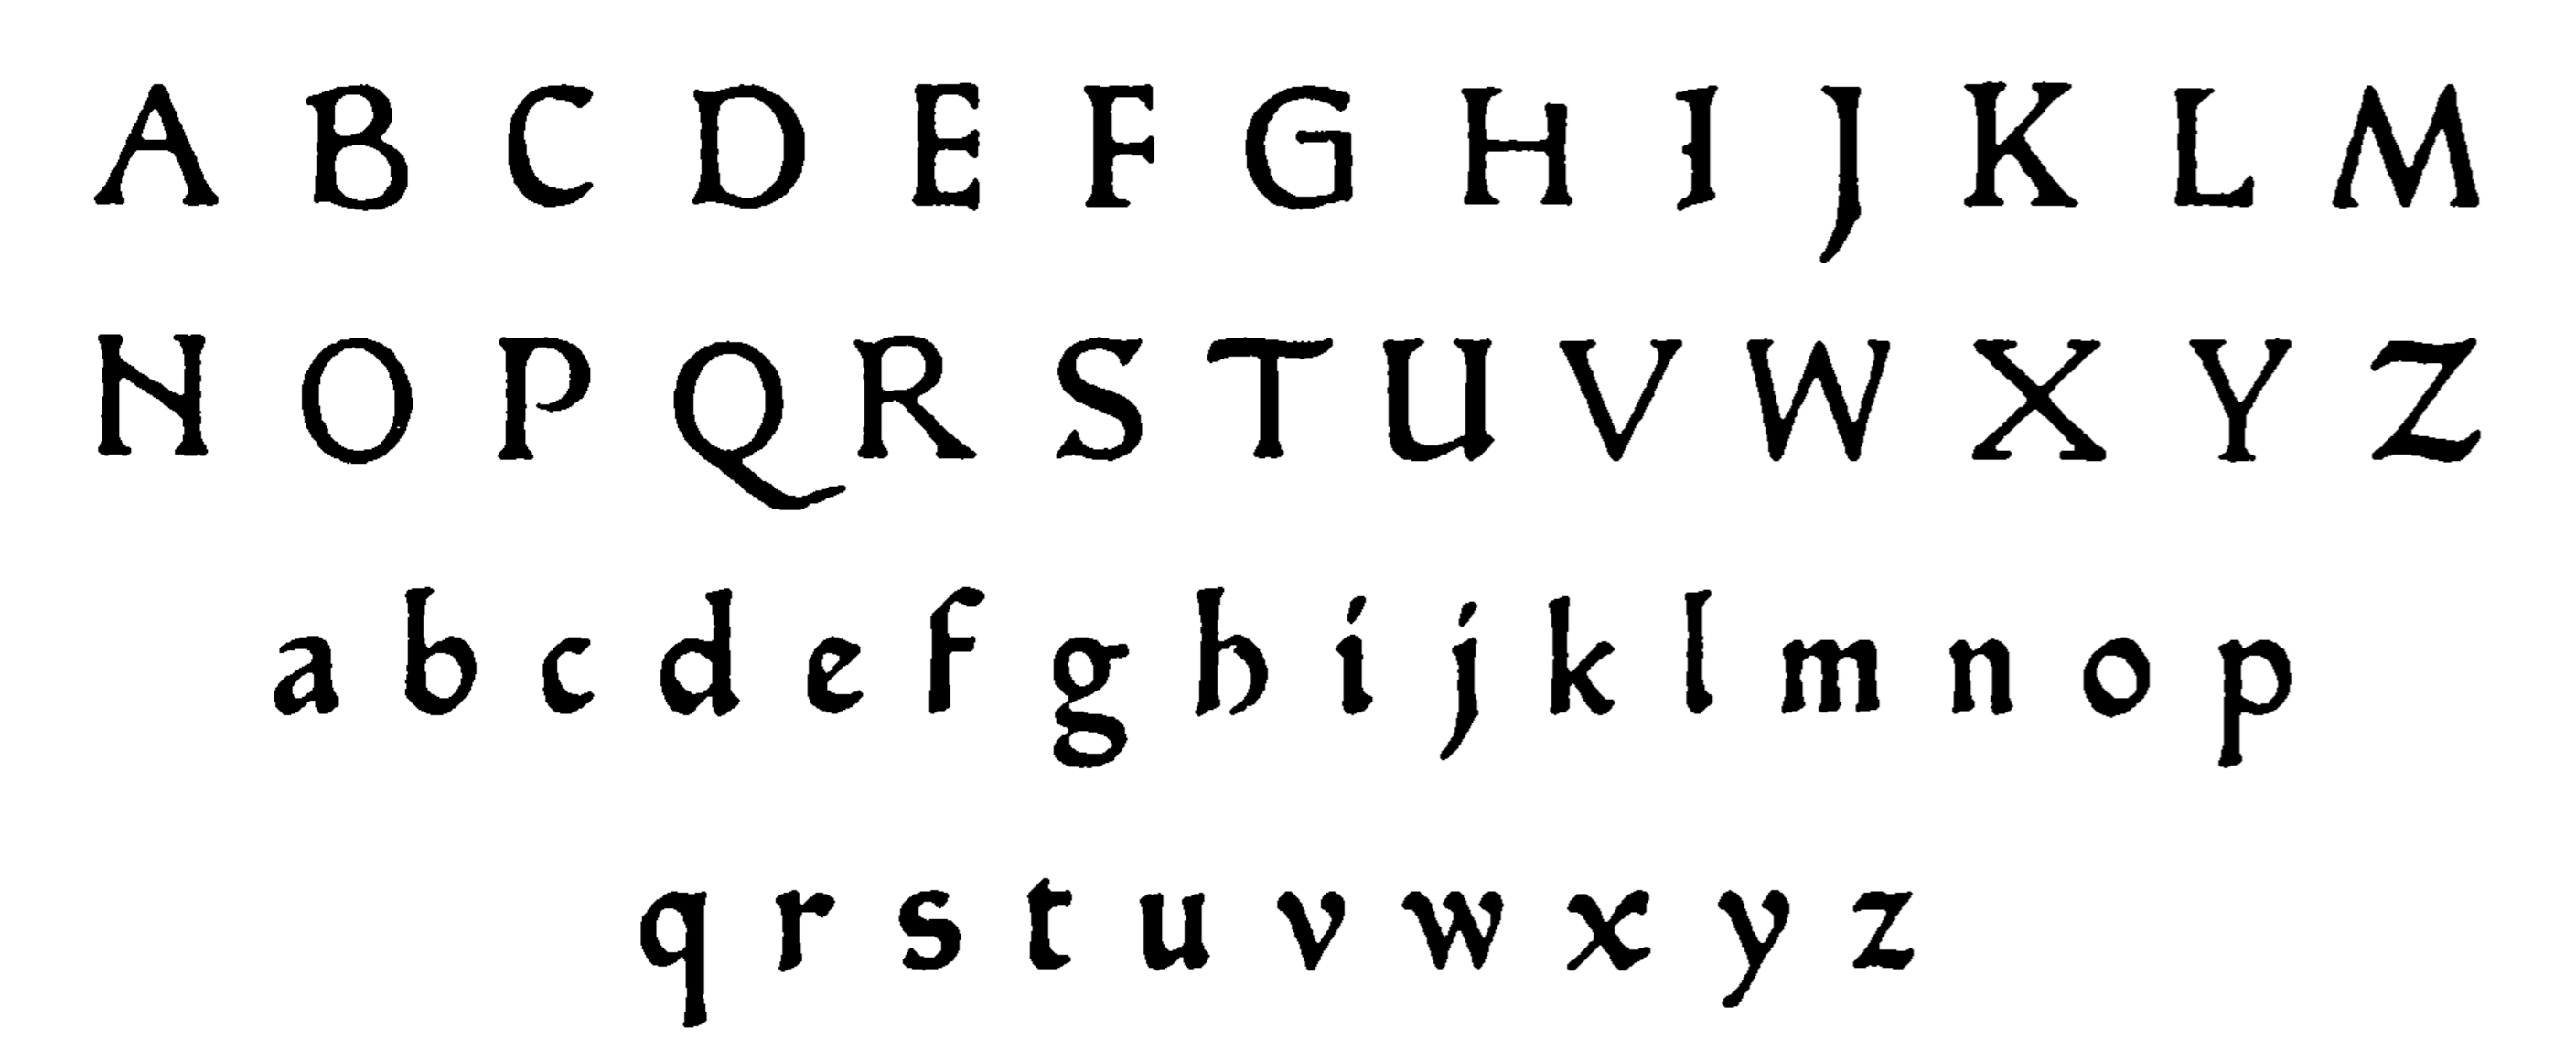 A B C D E F G H I J K L M
N O P Q R S T U V W X Y Z
a b c d e f g h i j k l m n o p
q r s t u v w x y z